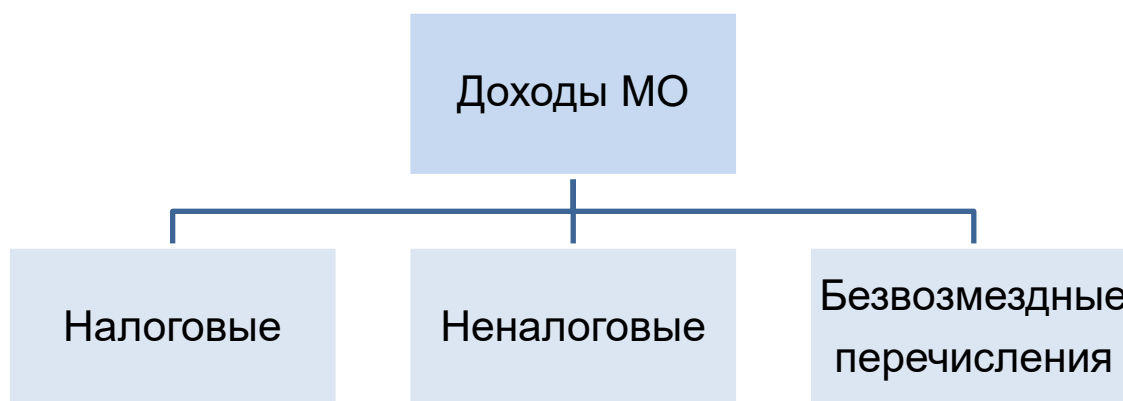 Доходы МО
Налоговые
Неналоговые
Безвозмездные
перечисления